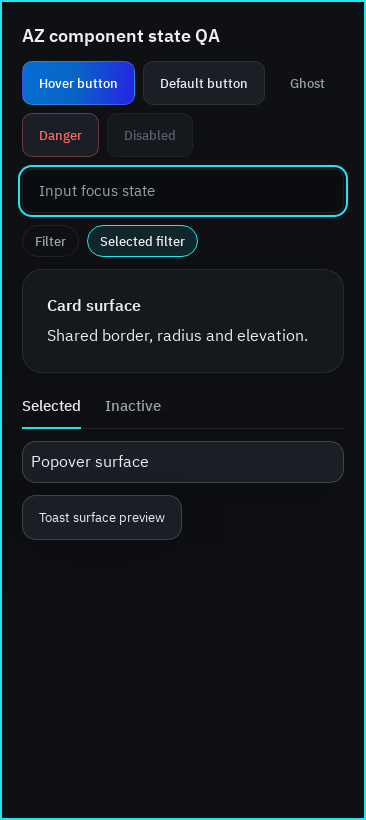 AZ component state QA
Hover button Default button Ghost
Danger Disabled
Input focus state
Filter Selected filter
Card surface
Shared border, radius and elevation.
Selected Inactive
Popover surface
Toast surface preview